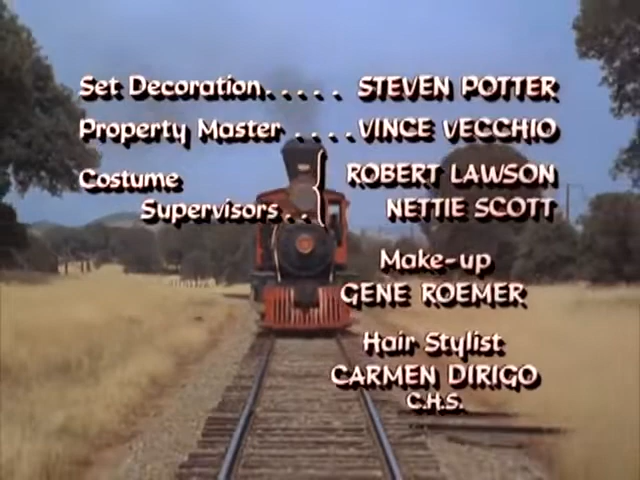 Set Decoration..... STEVEN POTTER
Property Master .... VINCE VECCHIO
Costume
Supervisors..
ROBERT LAWSON
NETTIE SCOTT
Make-up
GENE ROEMER
Hair Stylist
CARMEN DIRIGO
C.H.S.